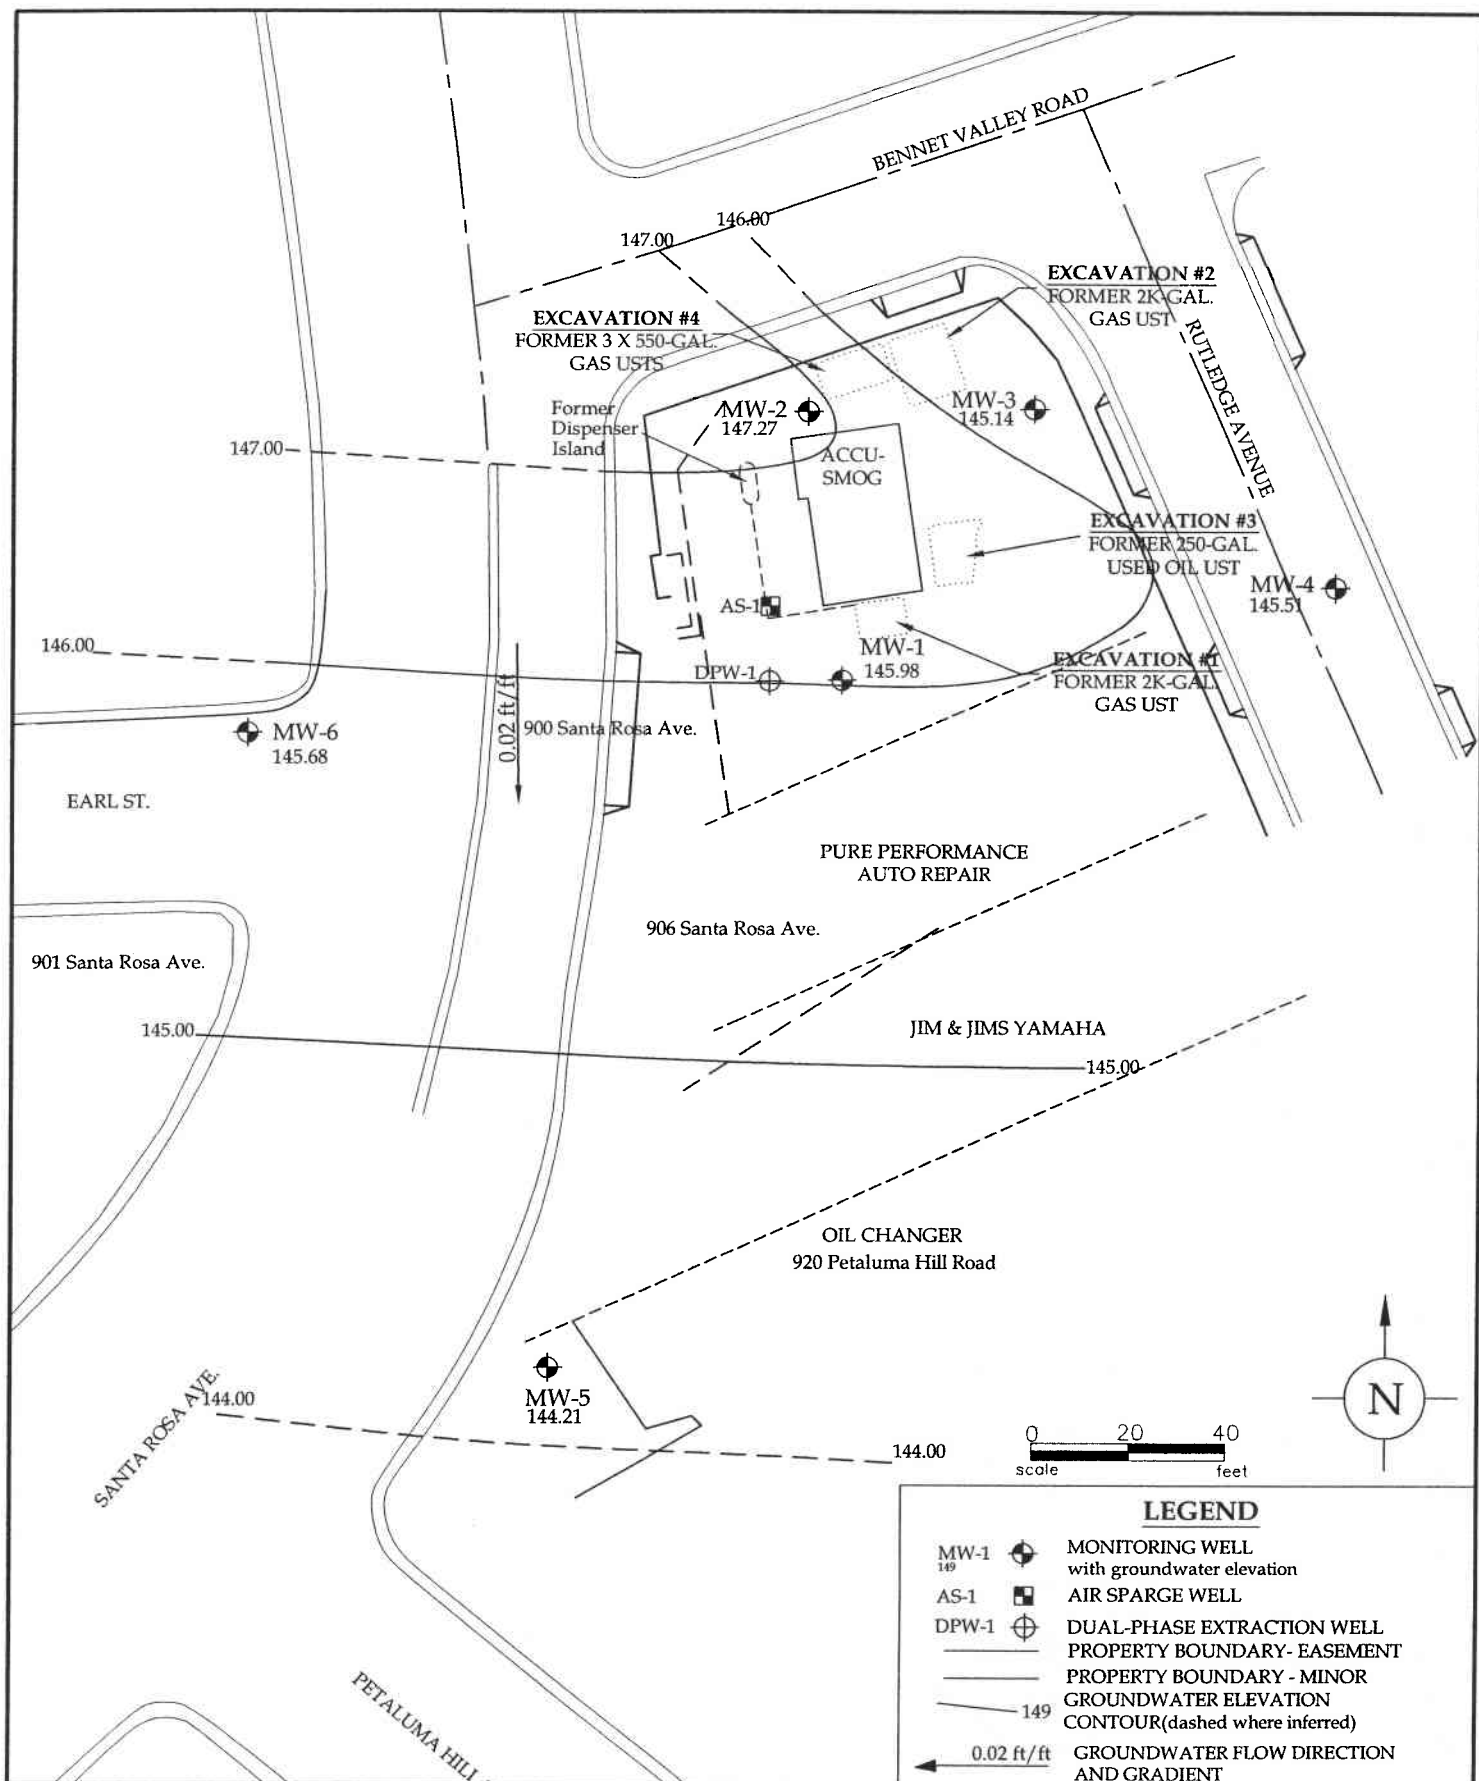 BENNET VALLEY ROAD
146.00
147.00
EXCAVATION #2
FORMER 2K-GAL.
GAS UST
EXCAVATION #4
FORMER 3 X 550-GAL.
GAS USTS
RUTLEDGE AVENUE
MW-2
147.27
MW-3
145.14
Former
Dispenser
Island
147.00
ACCU-
SMOG
EXCAVATION #3
FORMER 250-GAL.
USED OIL UST
MW-4
145.51
AS-1
146.00
MW-1
145.98
DPW-1
EXCAVATION #1
FORMER 2K-GAL.
GAS UST
0.02 ft/ft
900 Santa Rosa Ave.
MW-6
145.68
EARL ST.
PURE PERFORMANCE
AUTO REPAIR
906 Santa Rosa Ave.
901 Santa Rosa Ave.
145.00
JIM & JIMS YAMAHA
145.00
OIL CHANGER
920 Petaluma Hill Road
MW-5
144.21
SANTA ROSA AVE.
144.00
144.00
N
0 20 40
scale feet
PETALUMA HILL
LEGEND
MW-1 MONITORING WELL
149 with groundwater elevation
AS-1 AIR SPARGE WELL
DPW-1 DUAL-PHASE EXTRACTION WELL
PROPERTY BOUNDARY- EASEMENT
PROPERTY BOUNDARY - MINOR
149 GROUNDWATER ELEVATION
CONTOUR(dashed where inferred)
0.02 ft/ft GROUNDWATER FLOW DIRECTION
AND GRADIENT